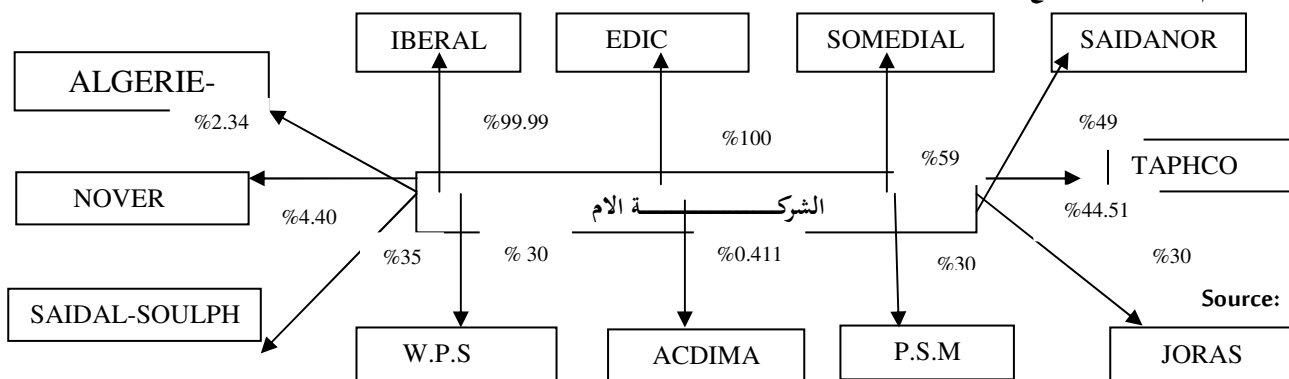 IBERAL
EDIC
SOMEDIAL
SAIDANOR
ALGERIE-
%2.34
%99.99
%100
%59
%49
TAPHCO
NOVER
%4.40
الشركـــــــــــــة الام
%44.51
%35
% 30
%0.411
%30
%30
Source:
SAIDAL-SOULPH
W.P.S
ACDIMA
P.S.M
JORAS